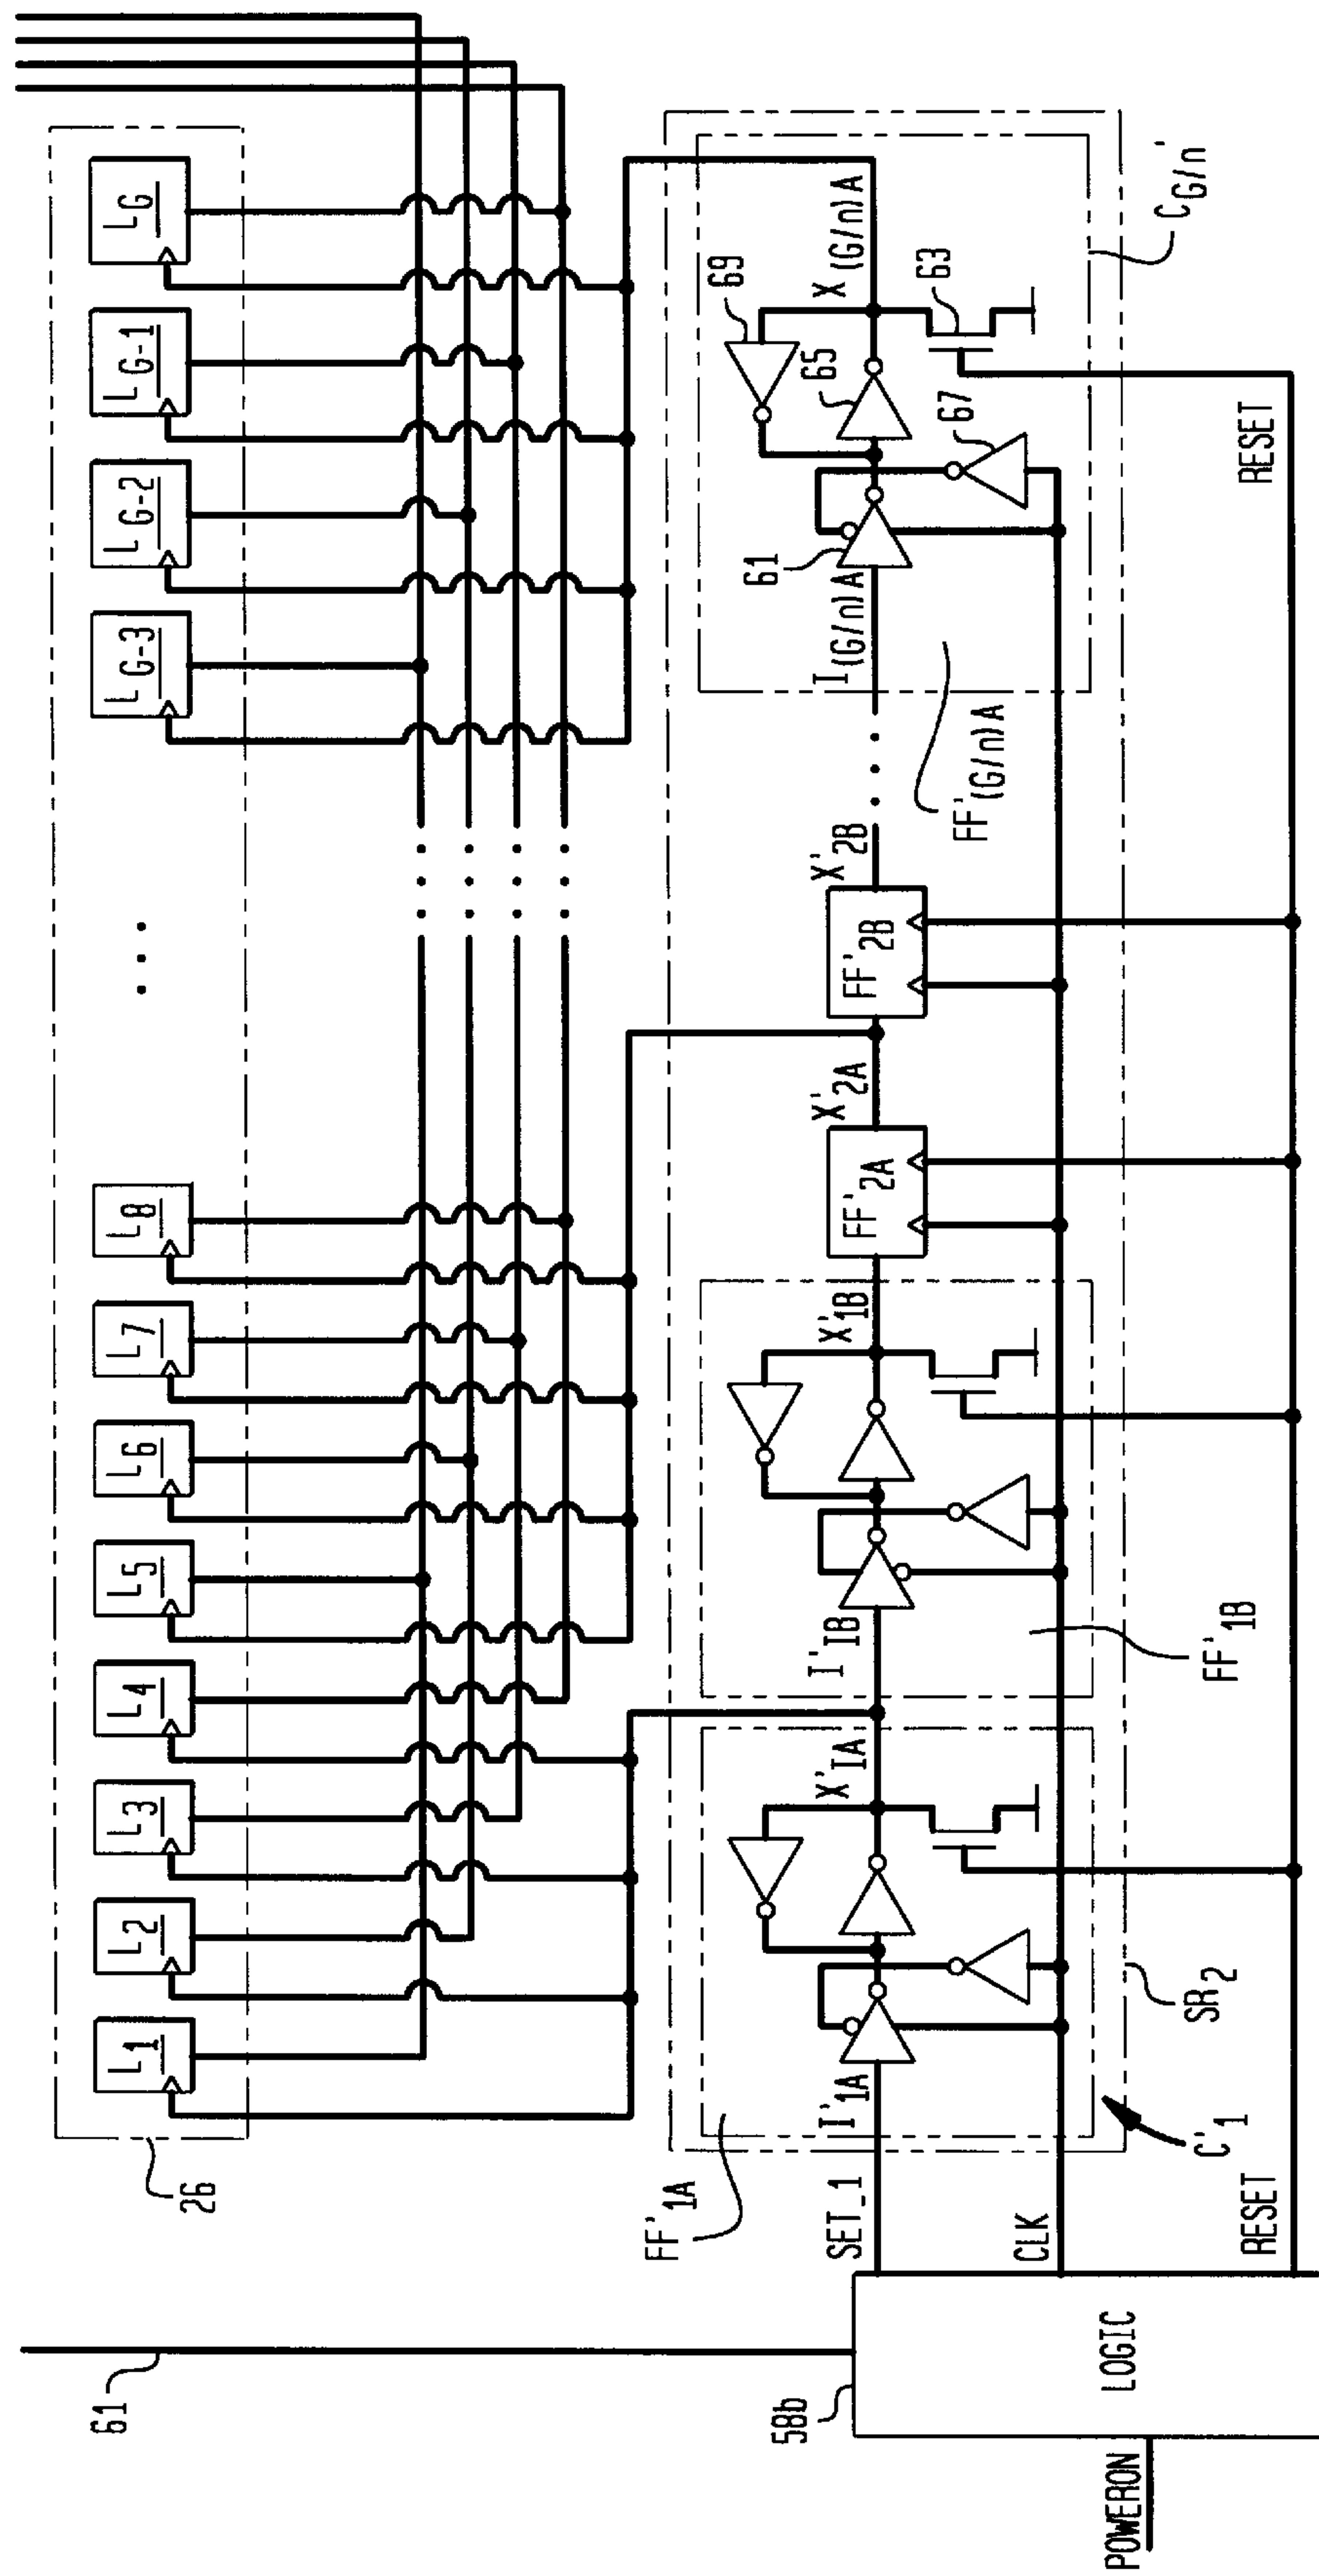 L1
L2
L3
L4
L5
L6
L7
L8
...
LG-3
LG-2
LG-1
LG
26
61
FF'1A
I'1A
X'IA
I'IB
X'1B
FF'2A
X'2A
FF'2B
X'2B
I(G/n)A
61
65
69
X(G/n)A
67
63
FF'(G/n)A
CG/n'
FF'1B
SR2
C'1
SET_1
CLK
RESET
RESET
58b
LOGIC
POWERON